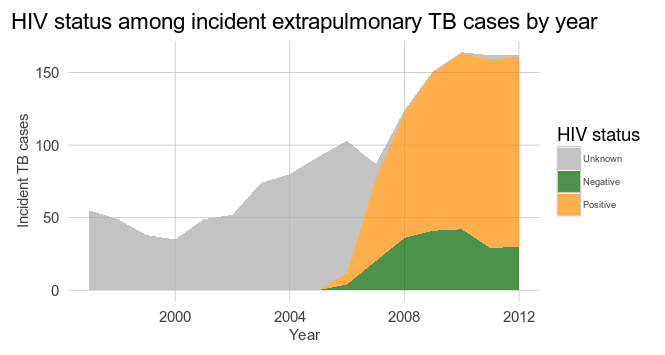 HIV status among incident extrapulmonary TB cases by year
Incident TB cases
150
100
50
0
2000 2004 2008 2012
Year
HIV status
Unknown
Negative
Positive